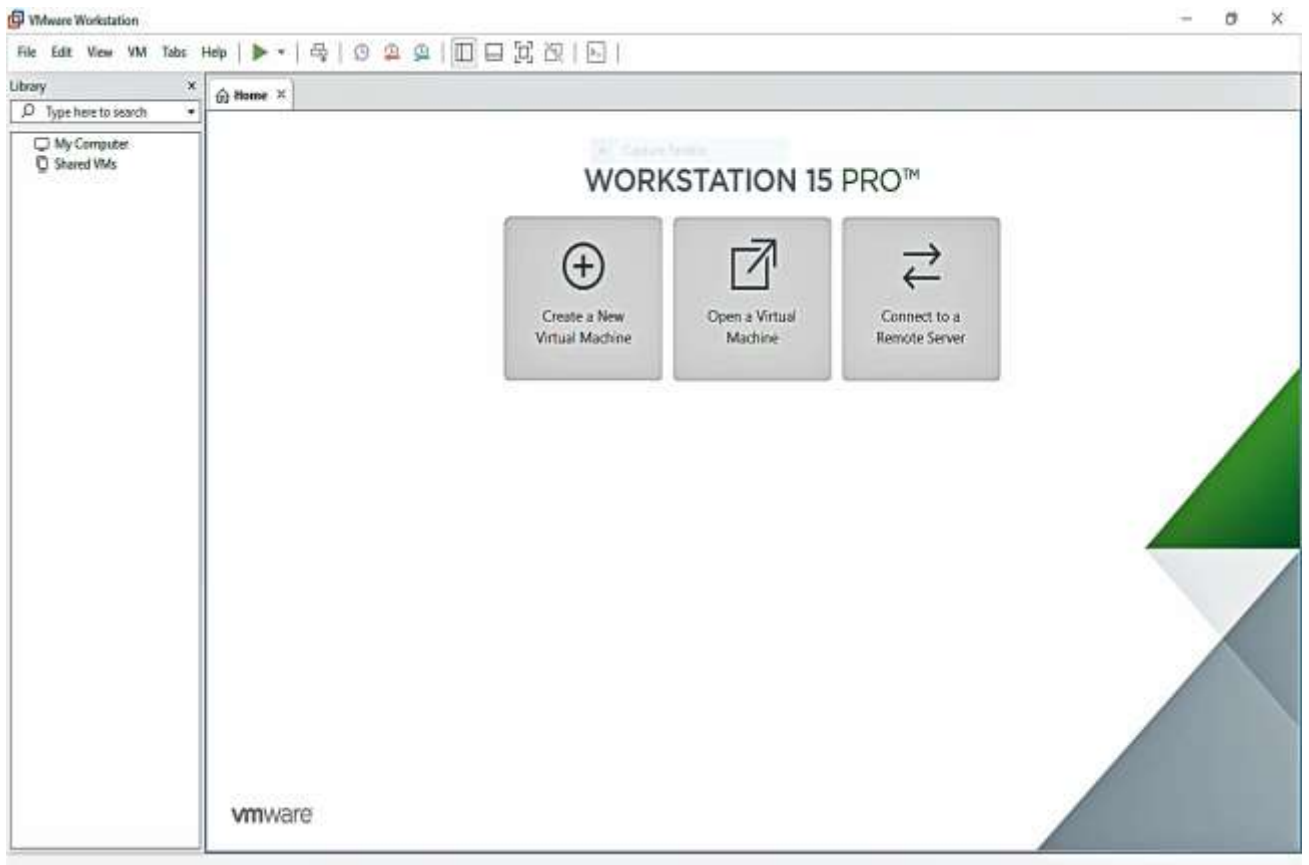 VMware Workstation
File Edit View VM Tabs Help
Library
Home
Type here to search
My Computer
Shared VMs
WORKSTATION 15 PRO™
Create a New
Virtual Machine
Open a Virtual
Machine
Connect to a
Remote Server
vmware